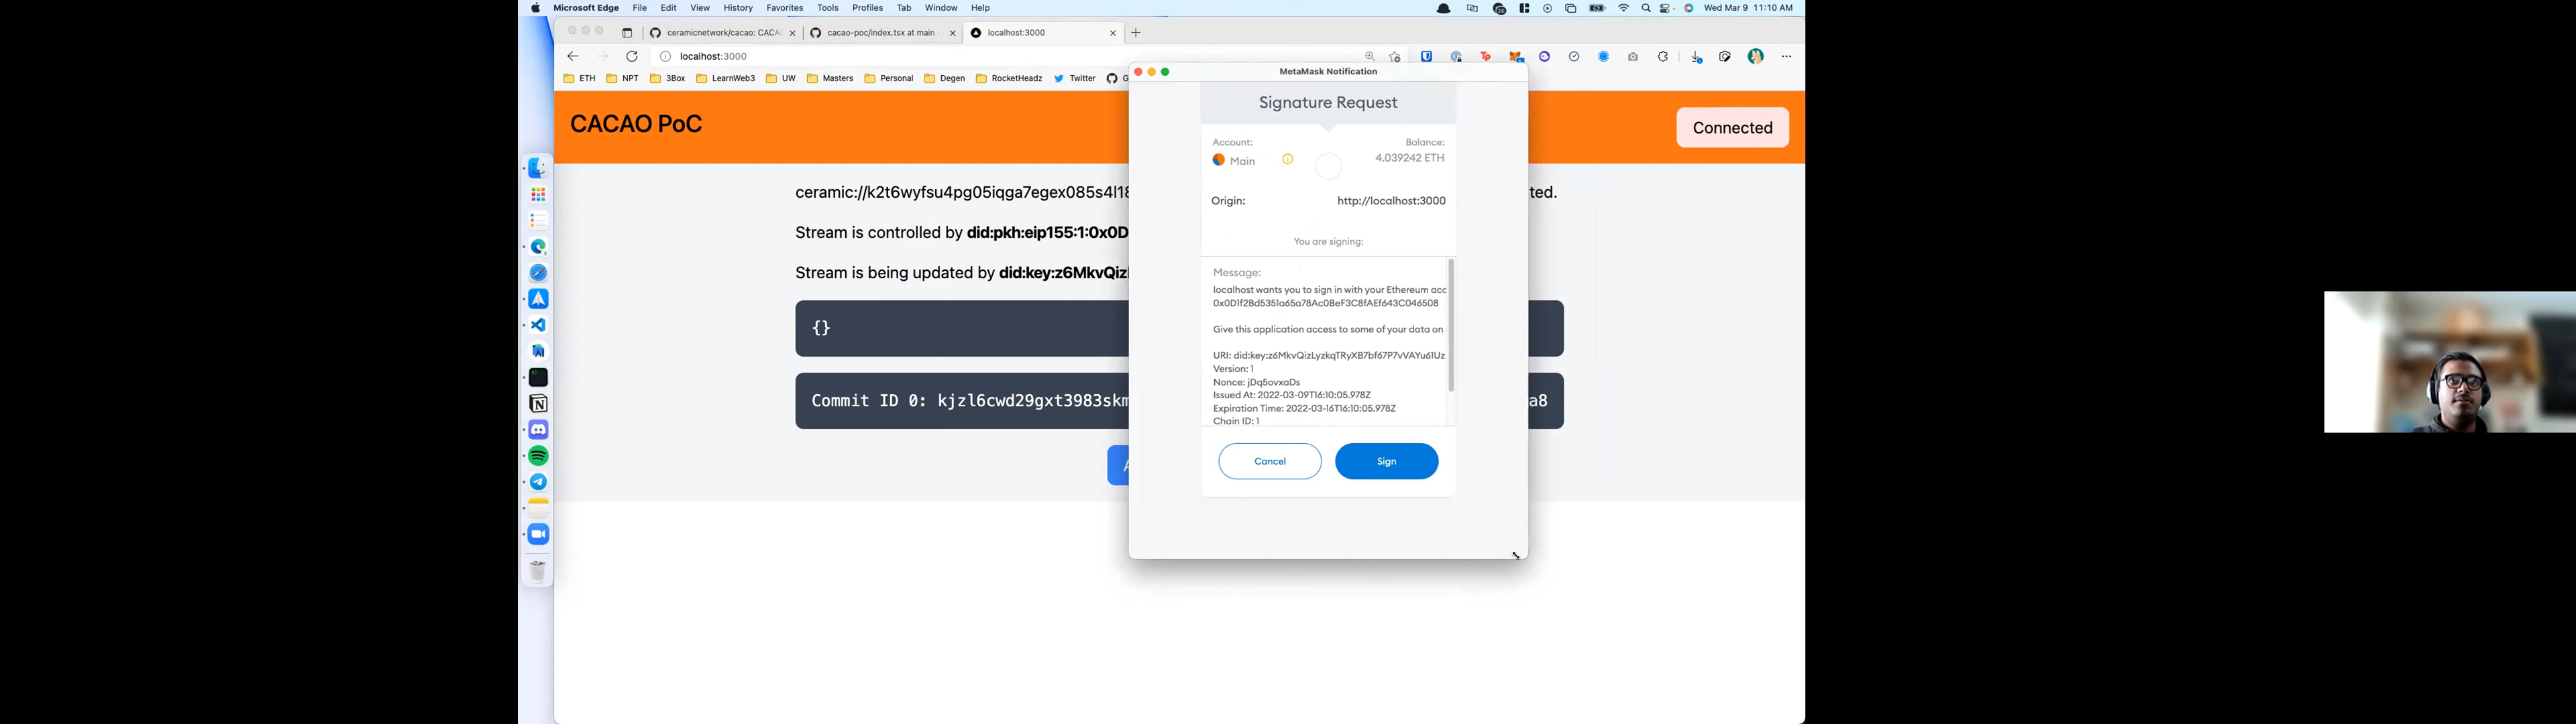 Microsoft Edge File Edit View History Favorites Tools Profiles Tab Window Help Wed Mar 9 11:10 AM
ceramicnetwork/cacao: CACA cacao-poc/index.tsx at main · localhost:3000
localhost:3000
ETH NPT 3Box LearnWeb3 UW Masters Personal Degen RocketHeadz Twitter G
MetaMask Notification
CACAO PoC
Connected
ceramic://k2t6wyfsu4pg05iqga7egex085s4l18 ted.
Stream is controlled by did:pkh:eip155:1:0x0D
Stream is being updated by did:key:z6MkvQiz
{}
Commit ID 0: kjzl6cwd29gxt3983skm a8
A
Signature Request
Account: Balance:
Main 4.039242 ETH
Origin: http://localhost:3000
You are signing:
Message:
localhost wants you to sign in with your Ethereum acc
0x0D1f2Bd5351a65a78Ac0BeF3C8fAEf643C046508
Give this application access to some of your data on
URI: did:key:z6MkvQizLyzkqTRyXB7bf67P7vVAYu61Uz
Version: 1
Nonce: jDq5ovxaDs
Issued At: 2022-03-09T16:10:05.978Z
Expiration Time: 2022-03-16T16:10:05.978Z
Chain ID: 1
Cancel Sign